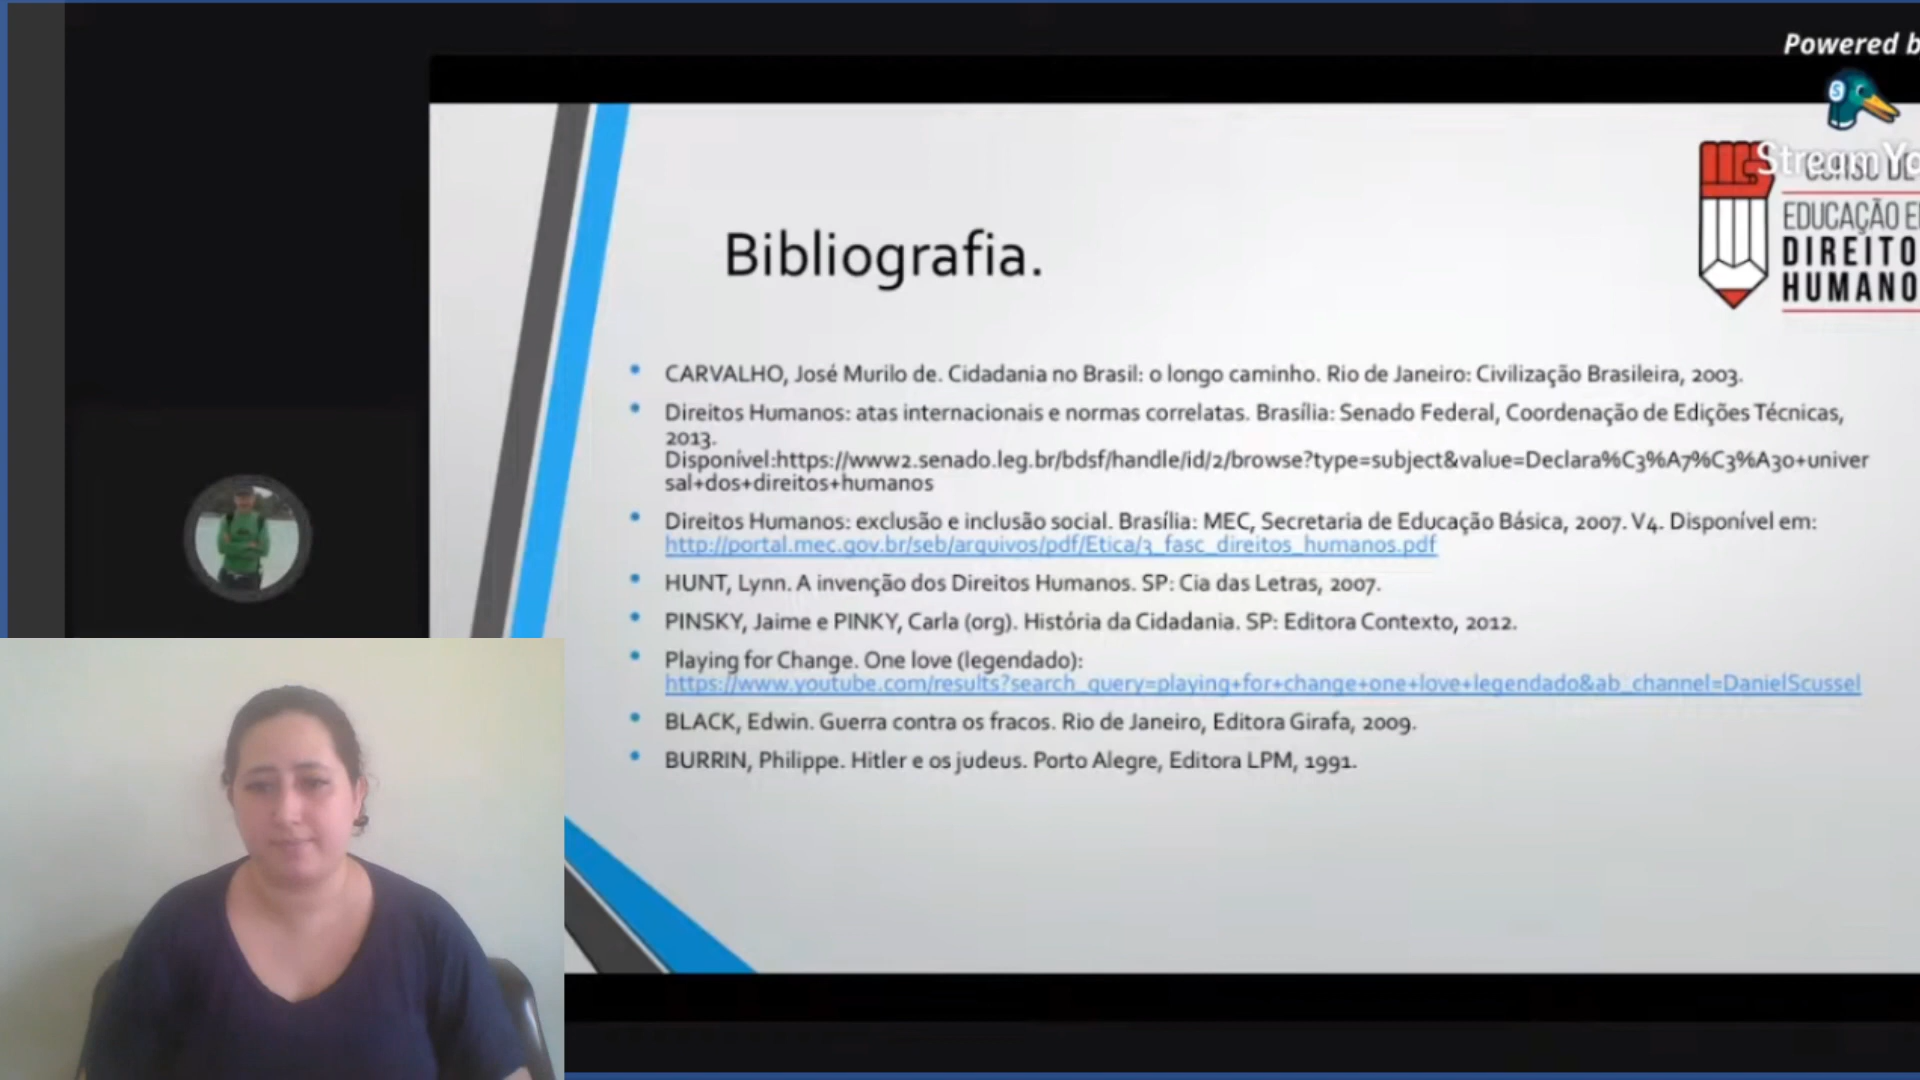 Powered b
StreamYa
CURSO DE
EDUCAÇÃO E
DIREITO
HUMANO
Bibliografia.
• CARVALHO, José Murilo de. Cidadania no Brasil: o longo caminho. Rio de Janeiro: Civilização Brasileira, 2003.
• Direitos Humanos: atas internacionais e normas correlatas. Brasília: Senado Federal, Coordenação de Edições Técnicas,
2013.
Disponível:https://www2.senado.leg.br/bdsf/handle/id/2/browse?type=subject&value=Declara%C3%A7%C3%A3o+univer
sal+dos+direitos+humanos
• Direitos Humanos: exclusão e inclusão social. Brasília: MEC, Secretaria de Educação Básica, 2007. V4. Disponível em:
http://portal.mec.gov.br/seb/arquivos/pdf/Etica/3_fasc_direitos_humanos.pdf
• HUNT, Lynn. A invenção dos Direitos Humanos. SP: Cia das Letras, 2007.
• PINSKY, Jaime e PINKY, Carla (org). História da Cidadania. SP: Editora Contexto, 2012.
• Playing for Change. One love (legendado):
https://www.youtube.com/results?search_query=playing+for+change+one+love+legendado&ab_channel=DanielScussel
• BLACK, Edwin. Guerra contra os fracos. Rio de Janeiro, Editora Girafa, 2009.
• BURRIN, Philippe. Hitler e os judeus. Porto Alegre, Editora LPM, 1991.